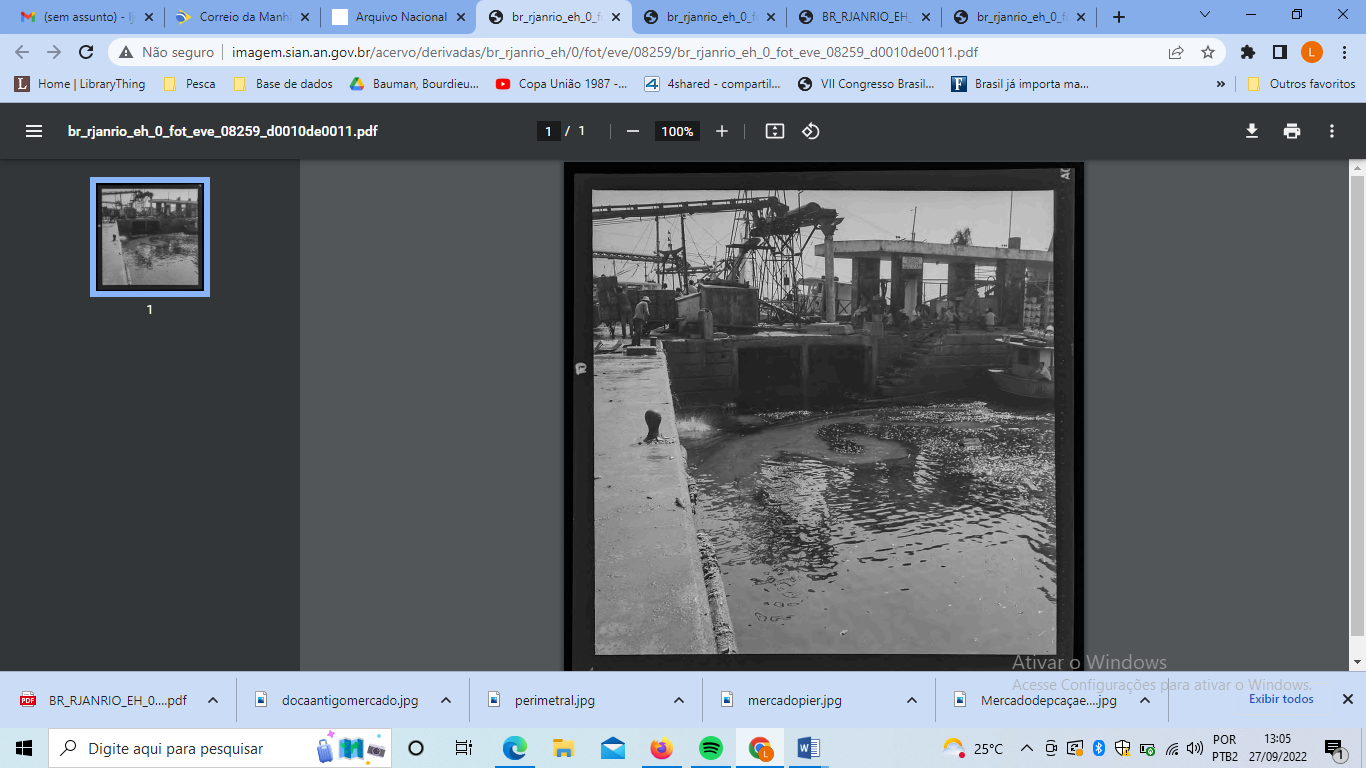 (sem assunto) - lj
Correio da Manh
Arquivo Nacional
br_rjanrio_eh_0_f
br_rjanrio_eh_0_f
BR_RJANRIO_EH_
br_rjanrio_eh_0_f
Não seguro
imagem.sian.an.gov.br/acervo/derivadas/br_rjanrio_eh/0/fot/eve/08259/br_rjanrio_eh_0_fot_eve_08259_d0010de0011.pdf
L
Home | LibraryThing
Pesca
Base de dados
Bauman, Bourdieu...
Copa União 1987 -...
4shared - compartil...
VII Congresso Brasil...
Brasil já importa ma...
»
Outros favoritos
br_rjanrio_eh_0_fot_eve_08259_d0010de0011.pdf
1 / 1
100%
1
Ativar o Windows
Acesse Configurações para ativar o Windows.
BR_RJANRIO_EH_0....pdf
docaantigomercado.jpg
perimetral.jpg
mercadopier.jpg
Mercadodepcaçae....jpg
Exibir todos
Digite aqui para pesquisar
25°C
POR
PTB2
13:05
27/09/2022
1